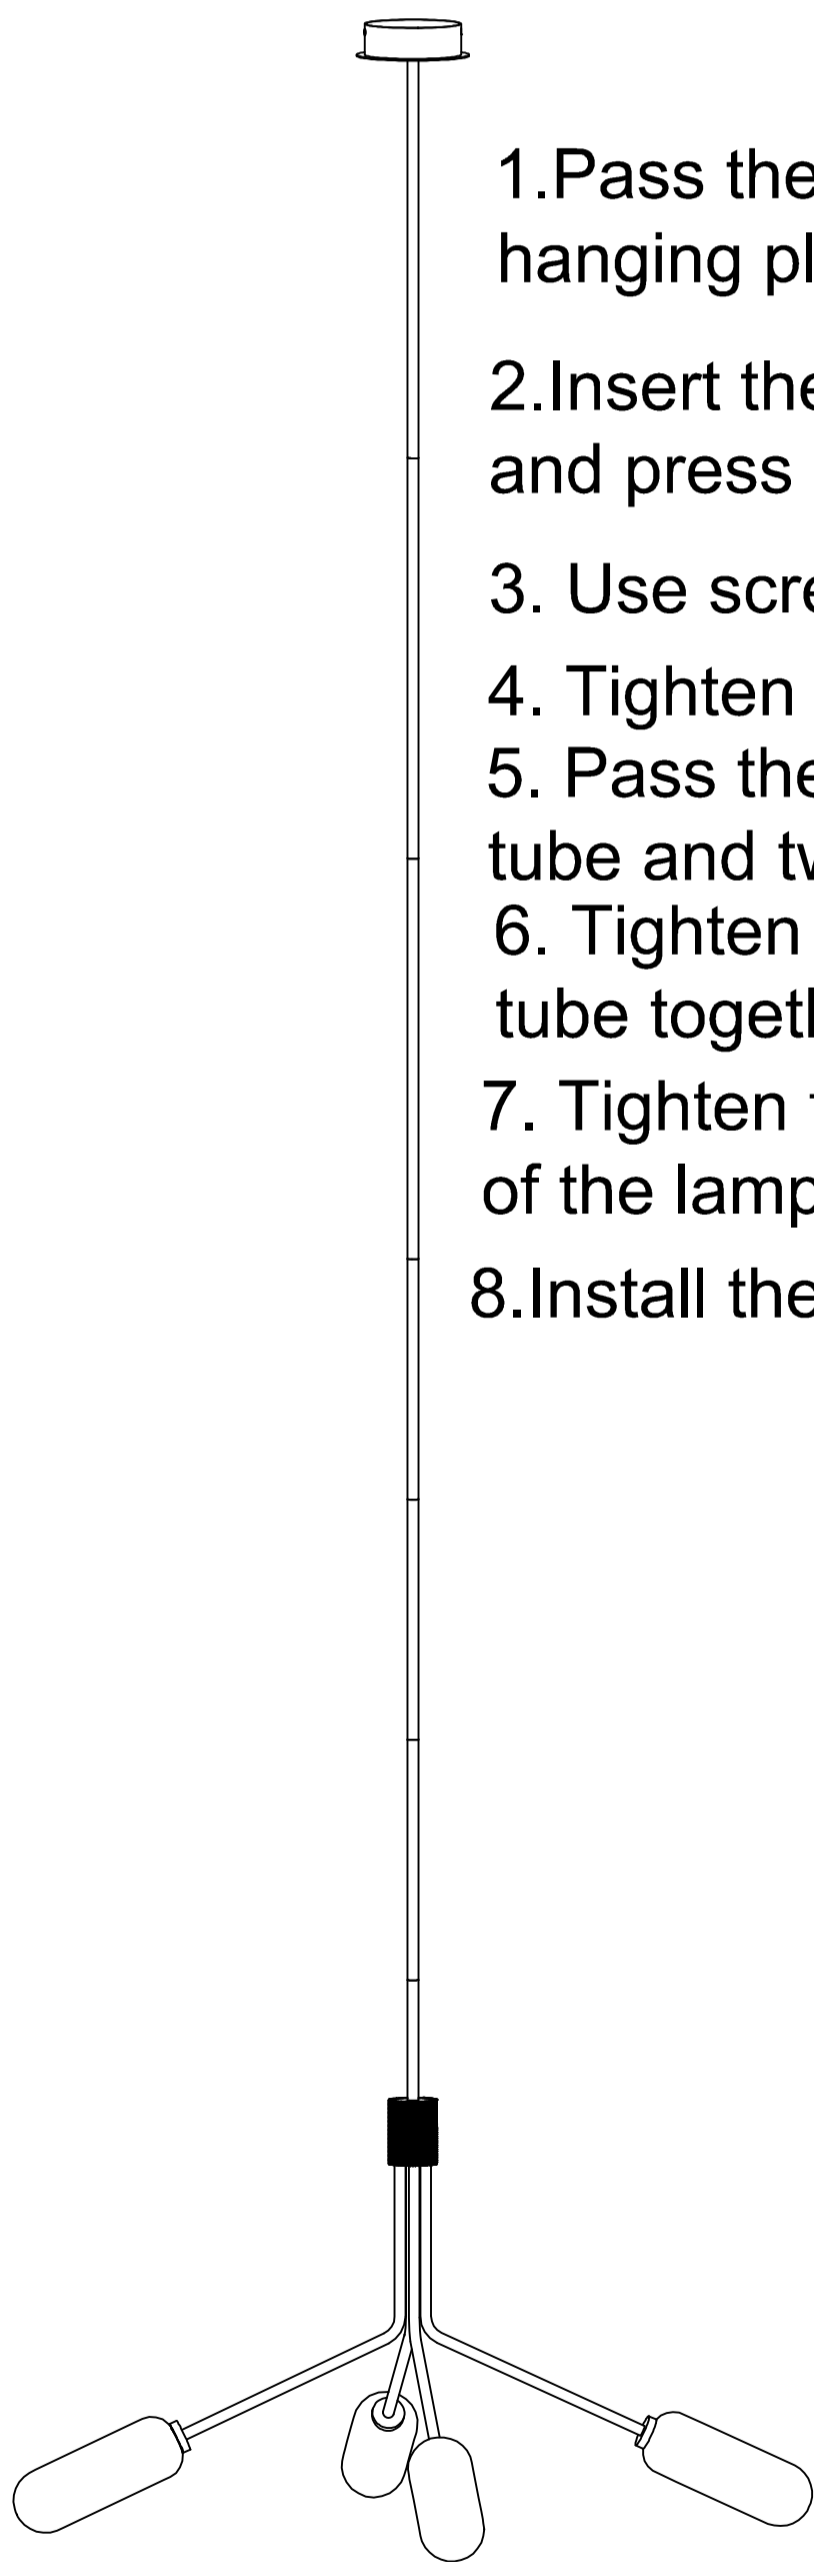 1.Pass the
hanging pl
2.Insert the
and press
3. Use scre
4. Tighten
5. Pass the
tube and tw
6. Tighten
tube togeth
7. Tighten
of the lamp
8.Install the